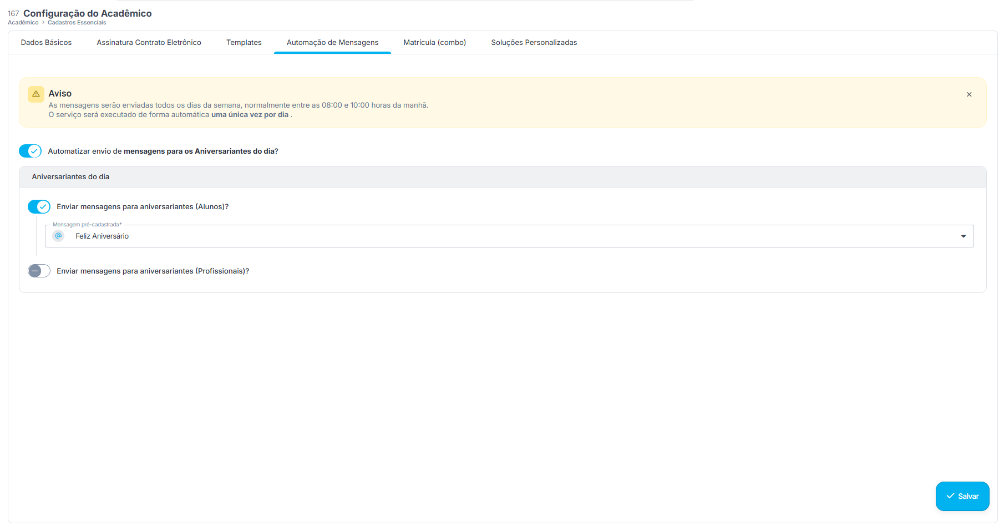 167 Configuração do Acadêmico
Acadêmico > Cadastros Essenciais
Dados Básicos Assinatura Contrato Eletrônico Templates Automação de Mensagens Matrícula (combo) Soluções Personalizadas
Aviso
As mensagens serão enviadas todos os dias da semana, normalmente entre as 08:00 e 10:00 horas da manhã.
O serviço será executado de forma automática uma única vez por dia .
Automatizar envio de mensagens para os Aniversariantes do dia?
Aniversariantes do dia
Enviar mensagens para aniversariantes (Alunos)?
Mensagem pré-cadastrada*
@ Feliz Aniversário
Enviar mensagens para aniversariantes (Profissionais)?
Salvar